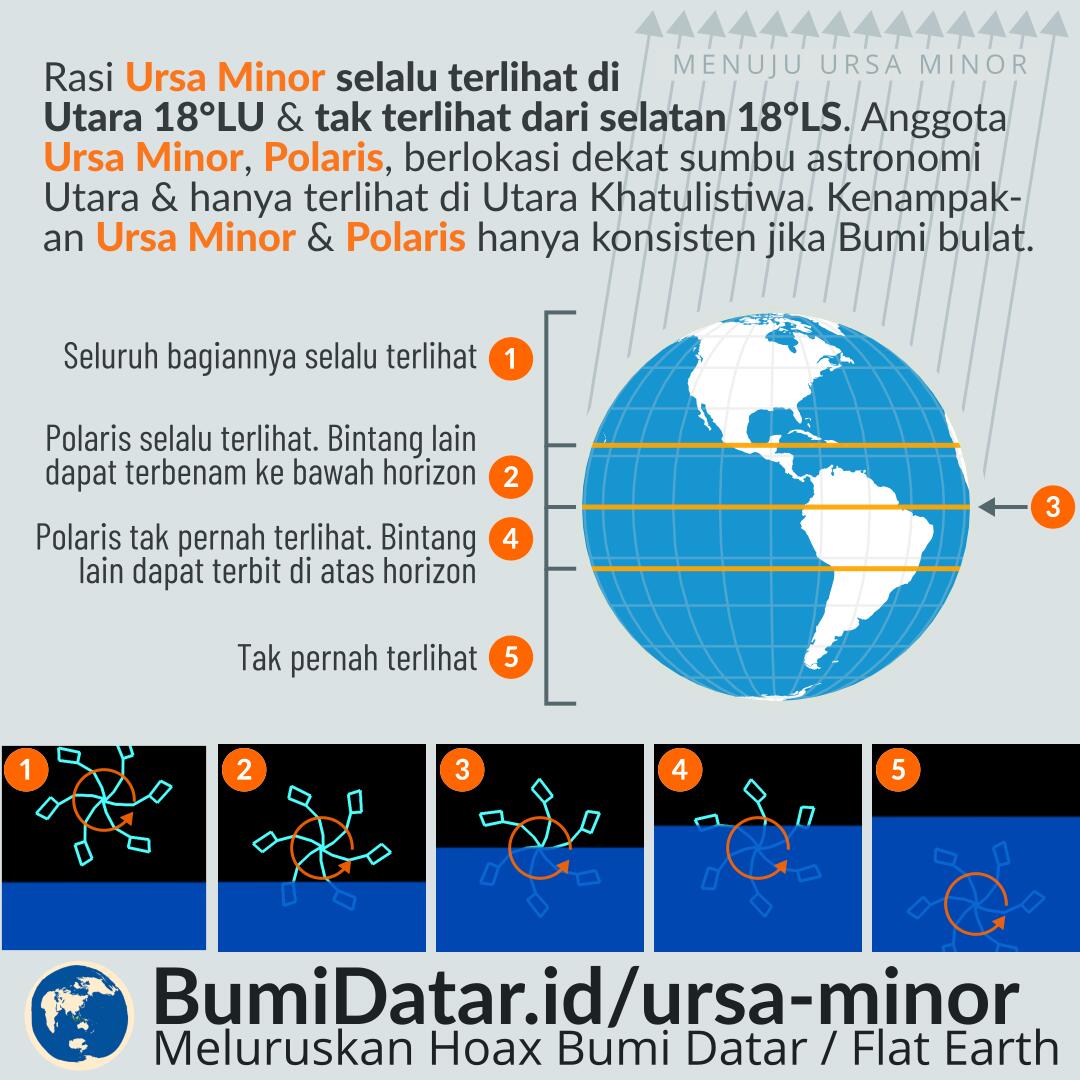 MENUJU URSA MINOR
Rasi Ursa Minor selalu terlihat di
Utara 18°LU & tak terlihat dari selatan 18°LS. Anggota
Ursa Minor, Polaris, berlokasi dekat sumbu astronomi
Utara & hanya terlihat di Utara Khatulistiwa. Kenampak-
an Ursa Minor & Polaris hanya konsisten jika Bumi bulat.
Seluruh bagiannya selalu terlihat 1
Polaris selalu terlihat. Bintang lain
dapat terbenam ke bawah horizon 2
3
Polaris tak pernah terlihat. Bintang 4
lain dapat terbit di atas horizon
Tak pernah terlihat 5
1 2 3 4 5
BumiDatar.id/ursa-minor
Meluruskan Hoax Bumi Datar / Flat Earth